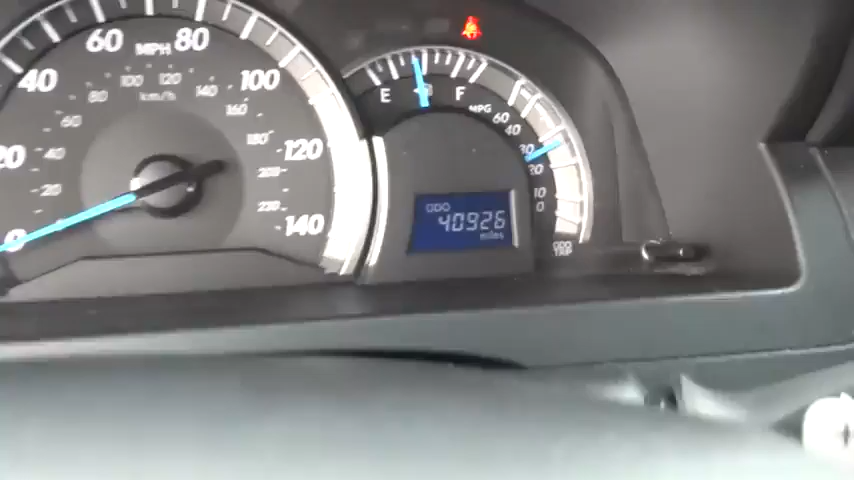 60 MPH 80
40 100
20 120
0 140
100 120
80 km/h 140
60 160
40 180
20 200
220
E F
MPG
60
40
30
20
10
0
ODO
40926
miles
ODO
TRIP